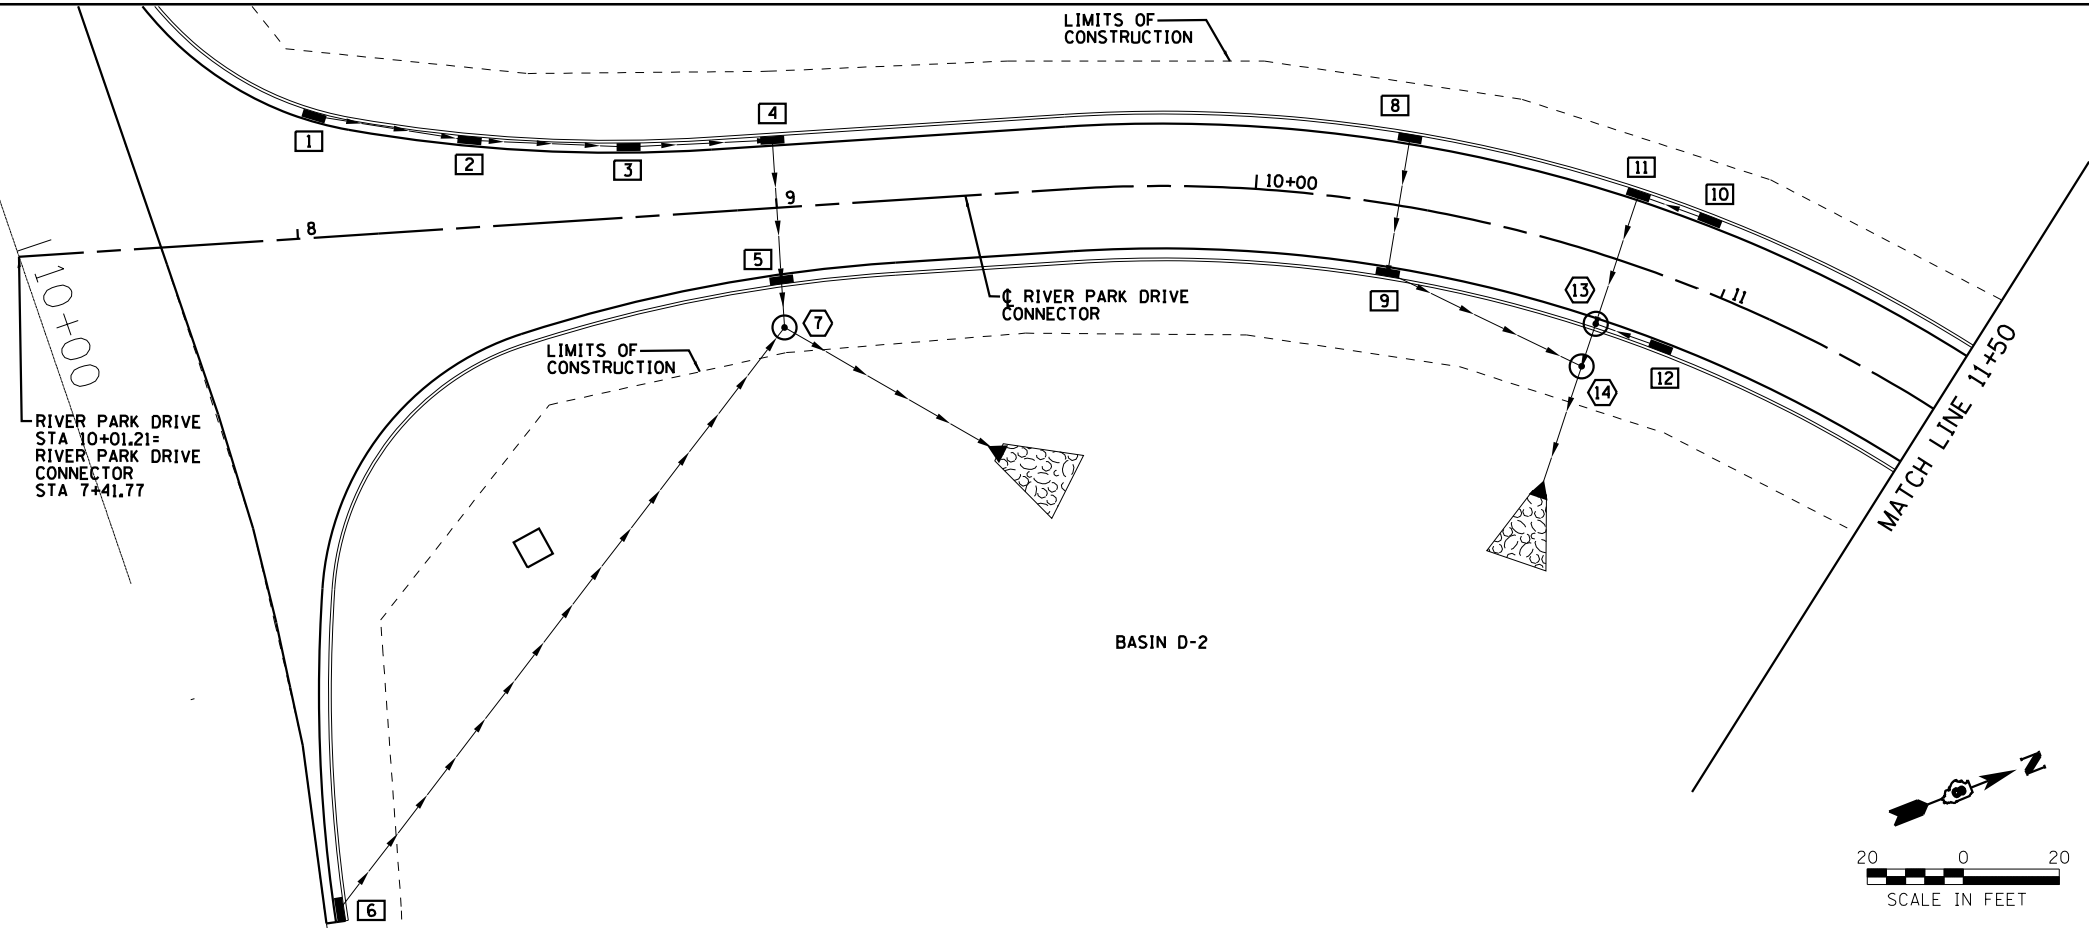 LIMITS OF
CONSTRUCTION
1
2
3
4
8
11
10
9
10+00
8
5
11
13
9
7
12
14
℄ RIVER PARK DRIVE
CONNECTOR
LIMITS OF
CONSTRUCTION
10+00
RIVER PARK DRIVE
STA 10+01.21=
RIVER PARK DRIVE
CONNECTOR
STA 7+41.77
MATCH LINE 11+50
BASIN D-2
6
N
20 0 20
SCALE IN FEET